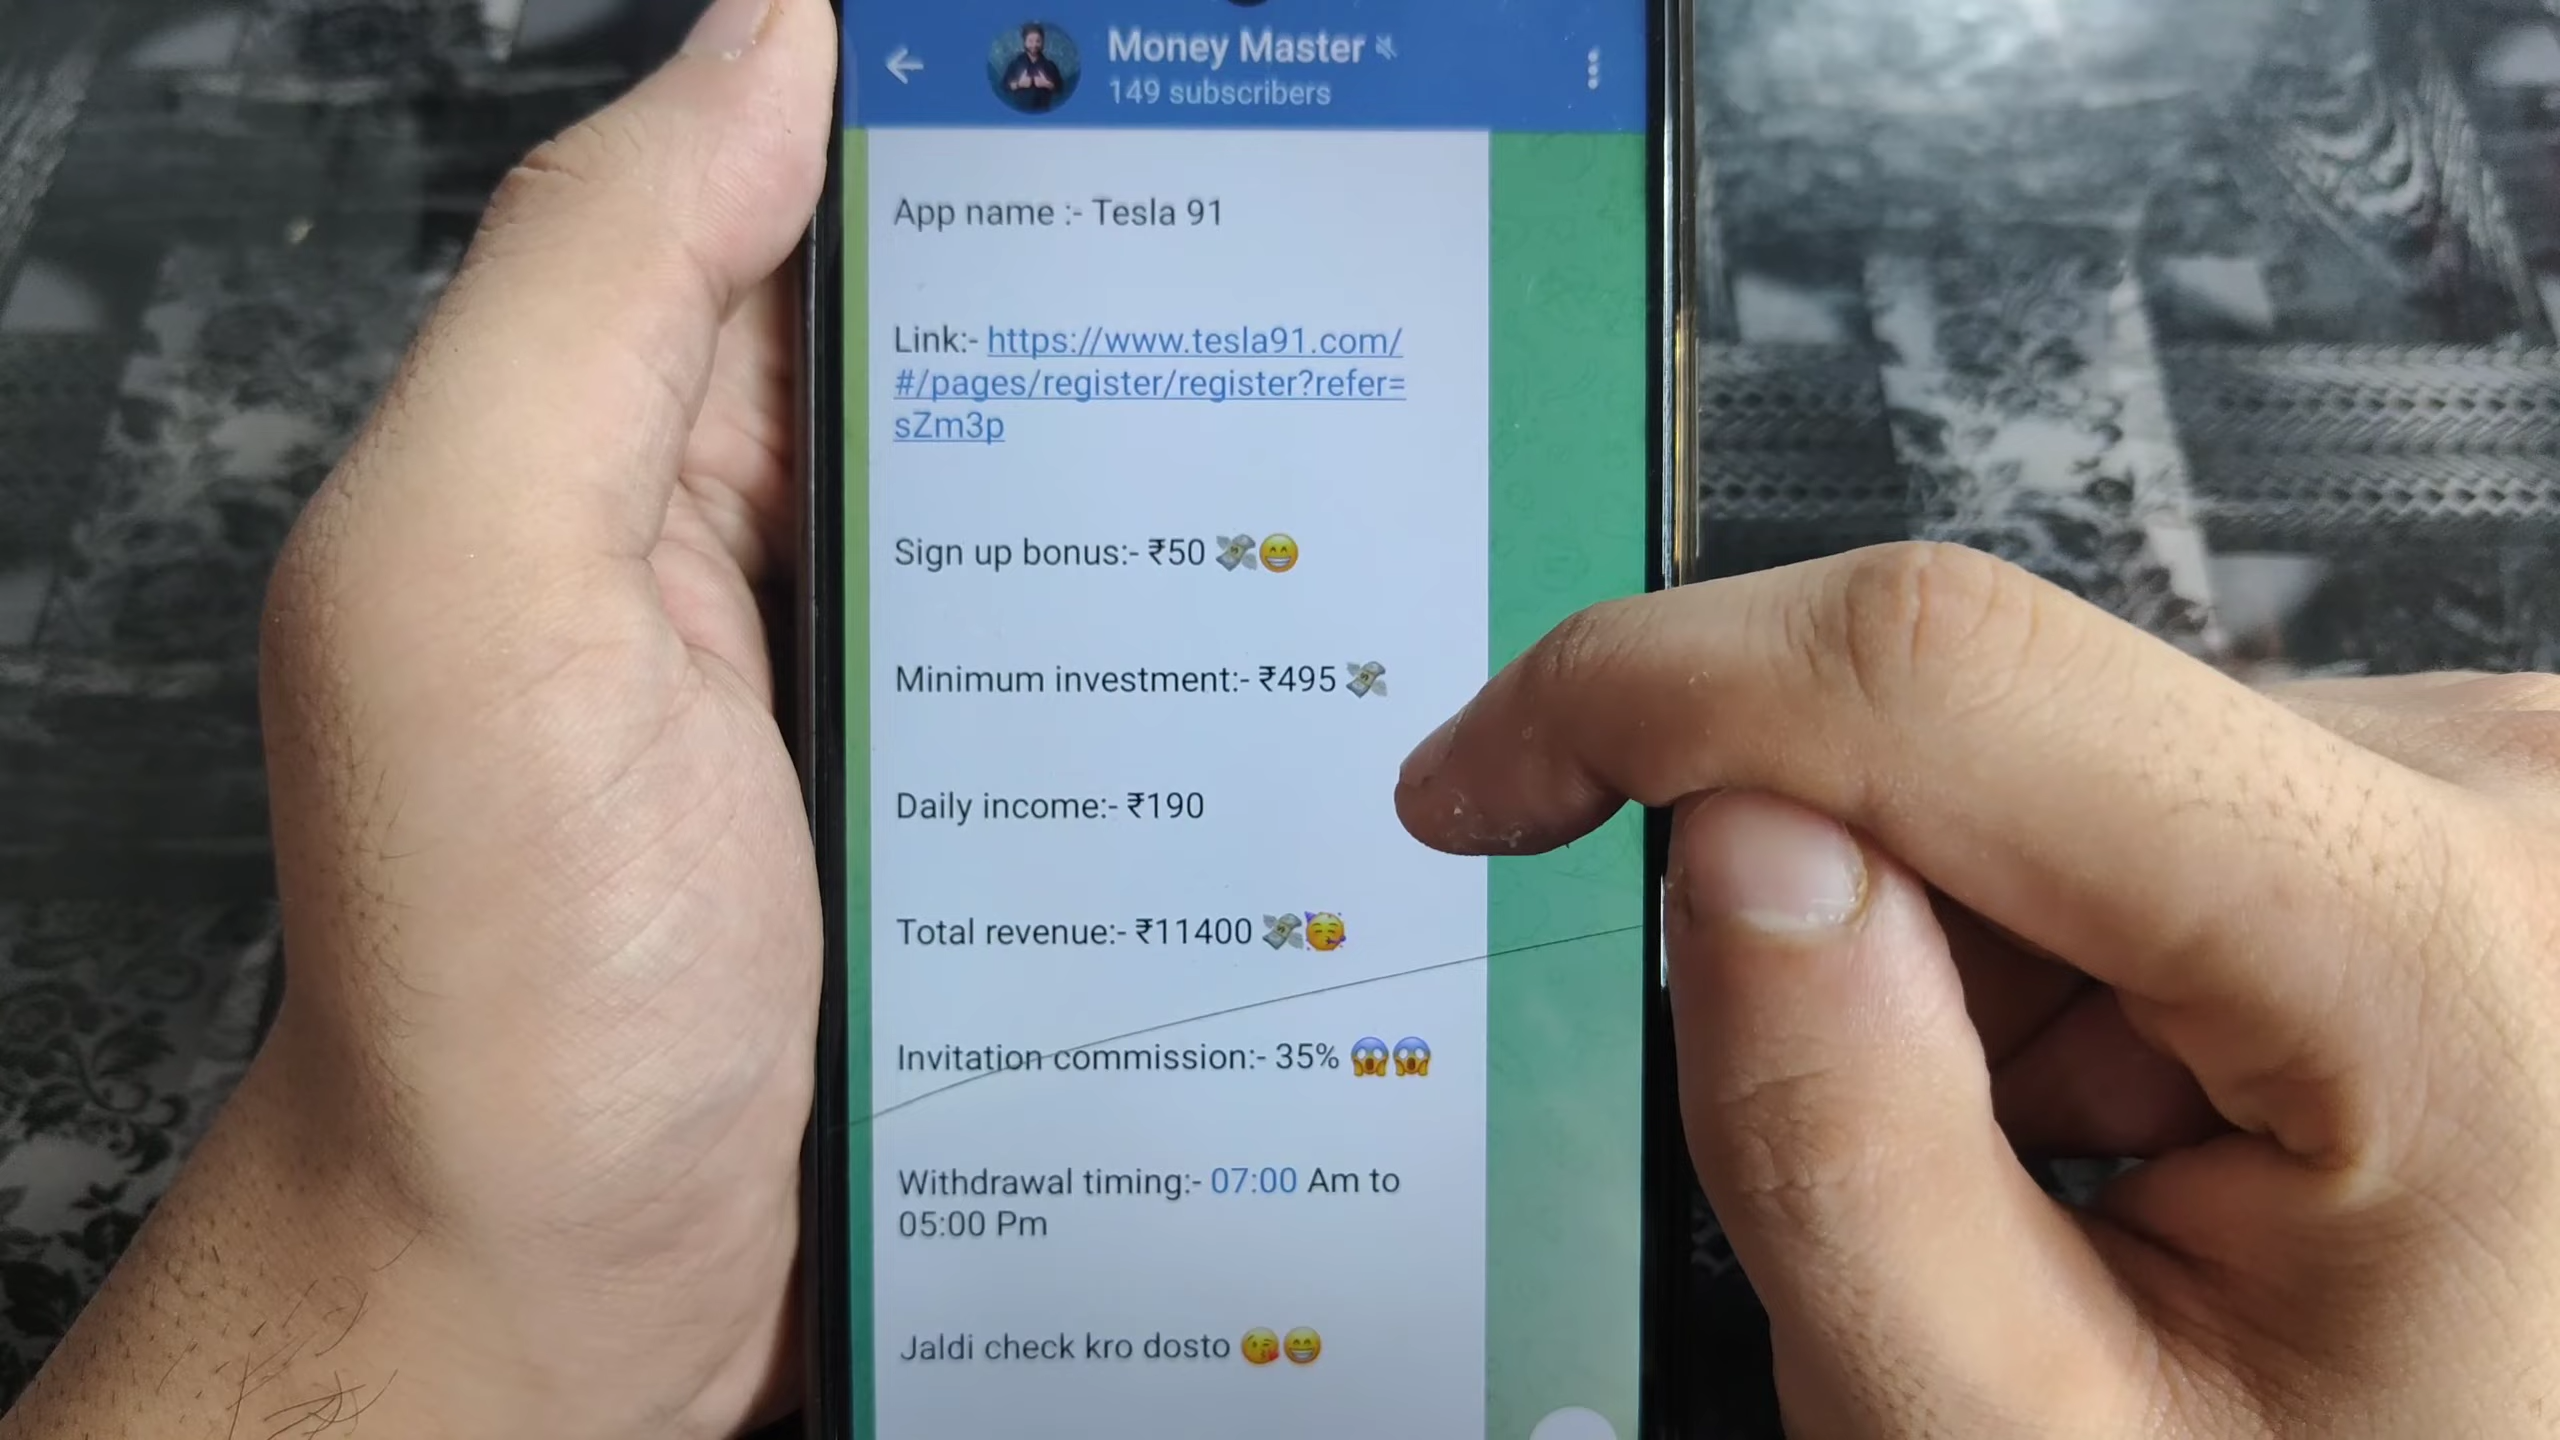 Money Master
149 subscribers
App name :- Tesla 91
Link:- https://www.tesla91.com/
#/pages/register/register?refer=
sZm3p
Sign up bonus:- ₹50 💸😁
Minimum investment:- ₹495 💸
Daily income:- ₹190
Total revenue:- ₹11400 💸🥳
Invitation commission:- 35% 😱😱
Withdrawal timing:- 07:00 Am to
05:00 Pm
Jaldi check kro dosto 😘😁